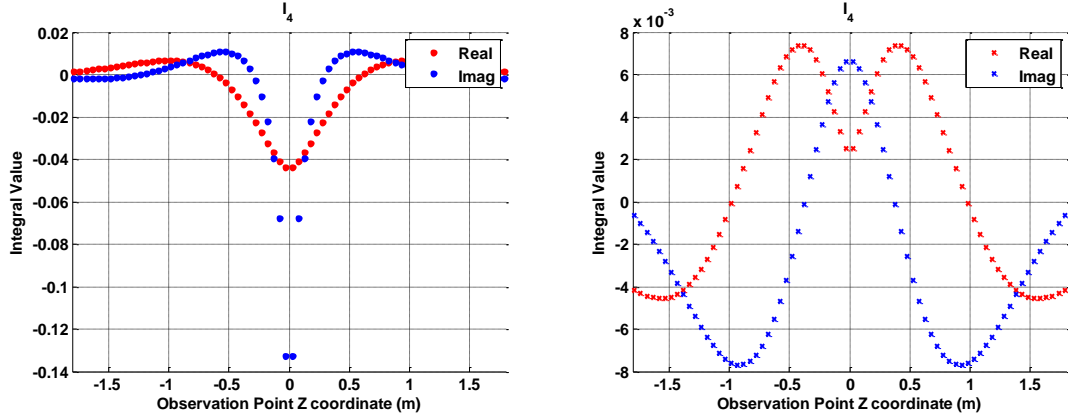 I4
0.02
0
-0.02
-0.04
-0.06
-0.08
-0.1
-0.12
-0.14
-1.5 -1 -0.5 0 0.5 1 1.5
Integral Value
Observation Point Z coordinate (m)
Real
Imag
I4
x 10-3
8
6
4
2
0
-2
-4
-6
-8
-1.5 -1 -0.5 0 0.5 1 1.5
Integral Value
Observation Point Z coordinate (m)
Real
Imag